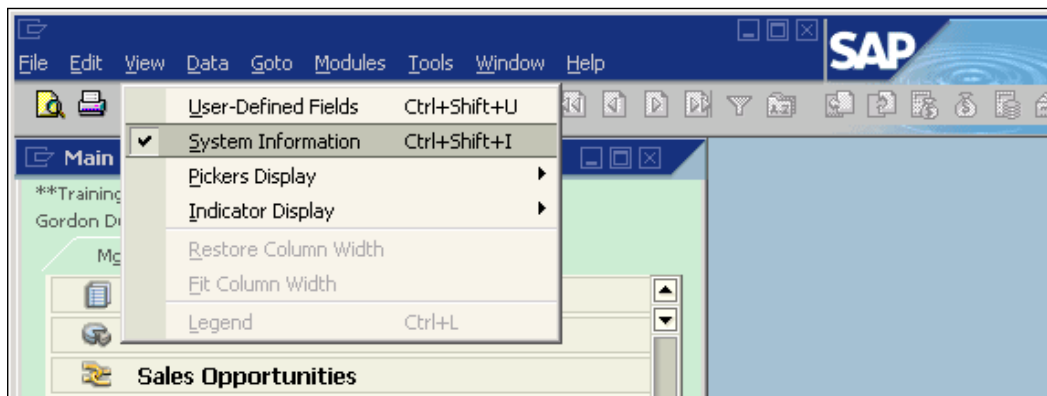 SAP
File Edit View Data Goto Modules Tools Window Help
User-Defined Fields Ctrl+Shift+U
System Information Ctrl+Shift+I
Main
Pickers Display
**Training
Indicator Display
Gordon
Restore Column Width
Fit Column Width
Legend Ctrl+L
Sales Opportunities